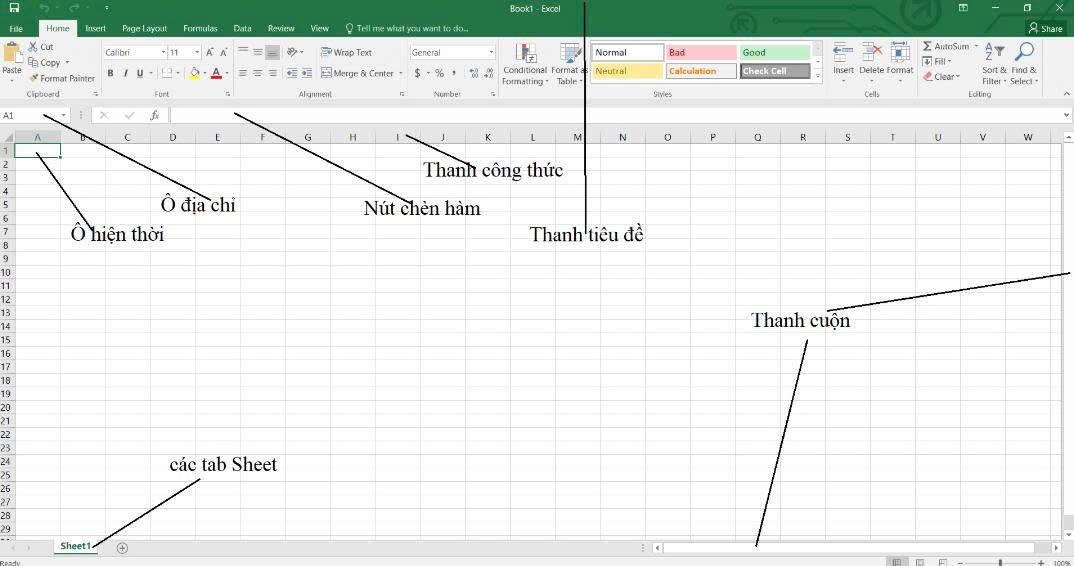 Book1 - Excel
File Home Insert Page Layout Formulas Data Review View Tell me what you want to do... Share
Cut
Copy
Format Painter
Paste
Clipboard
Calibri 11 A A
B I U A
Font
Wrap Text
Merge & Center
Alignment
General
$ % ,
Number
Conditional Formatting
Format as Table
Normal Bad Good
Neutral Calculation Check Cell
Styles
Insert Delete Format
Cells
AutoSum
Fill
Clear
Sort & Filter
Find & Select
Editing
A1 fx
A B C D E F G H I J K L M N O P Q R S T U V W
1
2
3
4
5
6
7
8
9
10
11
12
13
14
15
16
17
18
19
20
21
22
23
24
25
26
27
28
29
Thanh công thức
Ô địa chỉ
Nút chèn hàm
Ô hiện thời
Thanh tiêu đề
Thanh cuộn
các tab Sheet
Sheet1
Ready 100%